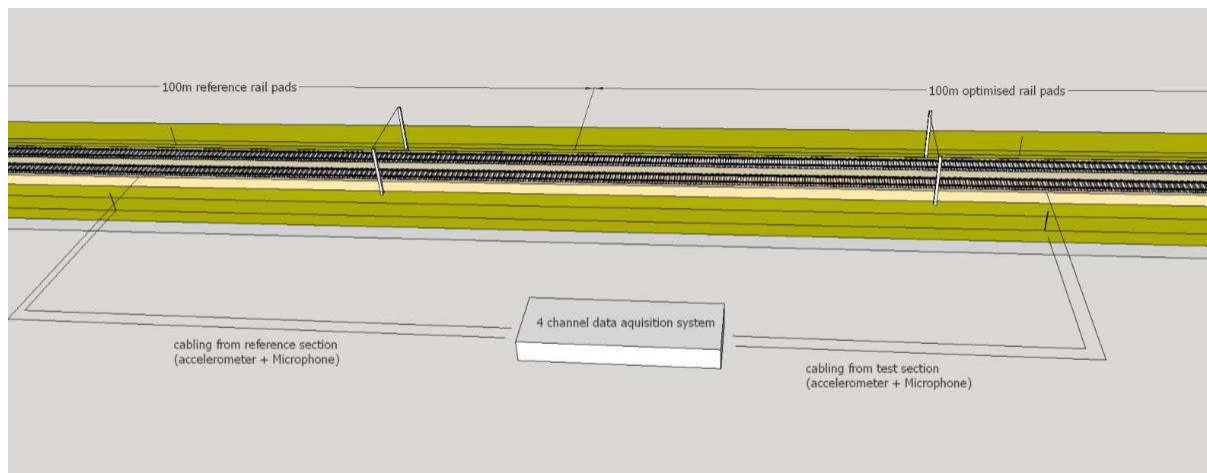 100m reference rail pads
100m optimised rail pads
4 channel data aquisition system
cabling from reference section
(accelerometer + Microphone)
cabling from test section
(accelerometer + Microphone)